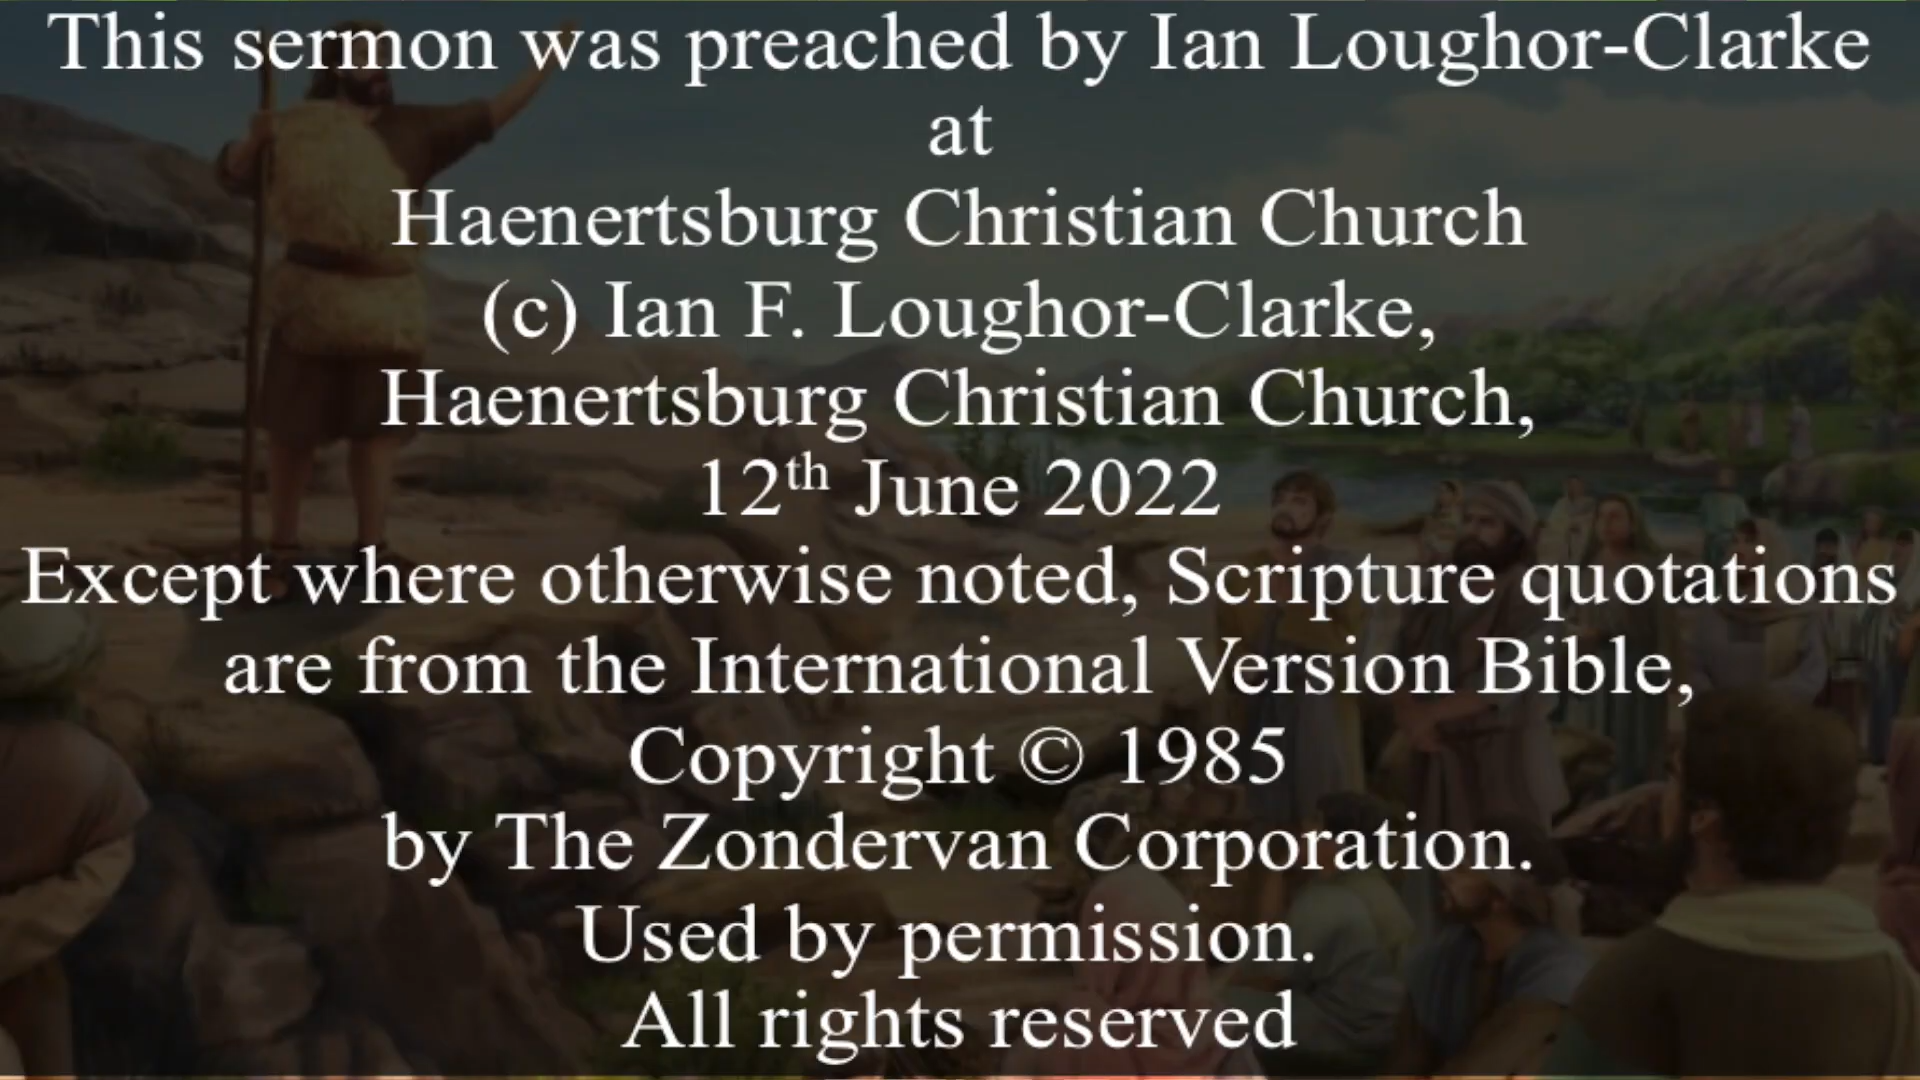 This sermon was preached by Ian Loughor-Clarke
at
Haenertsburg Christian Church
(c) Ian F. Loughor-Clarke,
Haenertsburg Christian Church,
12th June 2022
Except where otherwise noted, Scripture quotations
are from the International Version Bible,
Copyright © 1985
by The Zondervan Corporation.
Used by permission.
All rights reserved